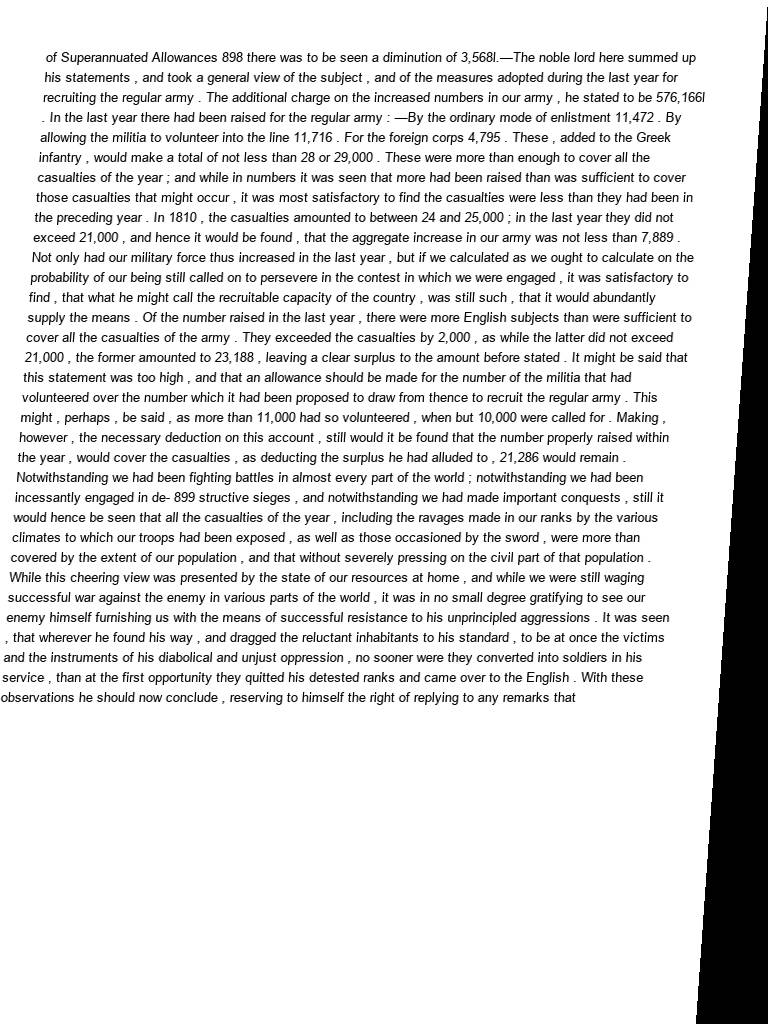 of Superannuated Allowances 898 there was to be seen a diminution of 3,568l.—The noble lord here summed up
his statements , and took a general view of the subject , and of the measures adopted during the last year for
recruiting the regular army . The additional charge on the increased numbers in our army , he stated to be 576,166l
. In the last year there had been raised for the regular army : —By the ordinary mode of enlistment 11,472 . By
allowing the militia to volunteer into the line 11,716 . For the foreign corps 4,795 . These , added to the Greek
infantry , would make a total of not less than 28 or 29,000 . These were more than enough to cover all the
casualties of the year ; and while in numbers it was seen that more had been raised than was sufficient to cover
those casualties that might occur , it was most satisfactory to find the casualties were less than they had been in
the preceding year . In 1810 , the casualties amounted to between 24 and 25,000 ; in the last year they did not
exceed 21,000 , and hence it would be found , that the aggregate increase in our army was not less than 7,889 .
Not only had our military force thus increased in the last year , but if we calculated as we ought to calculate on the
probability of our being still called on to persevere in the contest in which we were engaged , it was satisfactory to
find , that what he might call the recruitable capacity of the country , was still such , that it would abundantly
supply the means . Of the number raised in the last year , there were more English subjects than were sufficient to
cover all the casualties of the army . They exceeded the casualties by 2,000 , as while the latter did not exceed
21,000 , the former amounted to 23,188 , leaving a clear surplus to the amount before stated . It might be said that
this statement was too high , and that an allowance should be made for the number of the militia that had
volunteered over the number which it had been proposed to draw from thence to recruit the regular army . This
might , perhaps , be said , as more than 11,000 had so volunteered , when but 10,000 were called for . Making ,
however , the necessary deduction on this account , still would it be found that the number properly raised within
the year , would cover the casualties , as deducting the surplus he had alluded to , 21,286 would remain .
Notwithstanding we had been fighting battles in almost every part of the world ; notwithstanding we had been
incessantly engaged in de- 899 structive sieges , and notwithstanding we had made important conquests , still it
would hence be seen that all the casualties of the year , including the ravages made in our ranks by the various
climates to which our troops had been exposed , as well as those occasioned by the sword , were more than
covered by the extent of our population , and that without severely pressing on the civil part of that population .
While this cheering view was presented by the state of our resources at home , and while we were still waging
successful war against the enemy in various parts of the world , it was in no small degree gratifying to see our
enemy himself furnishing us with the means of successful resistance to his unprincipled aggressions . It was seen
, that wherever he found his way , and dragged the reluctant inhabitants to his standard , to be at once the victims
and the instruments of his diabolical and unjust oppression , no sooner were they converted into soldiers in his
service , than at the first opportunity they quitted his detested ranks and came over to the English . With these
observations he should now conclude , reserving to himself the right of replying to any remarks that